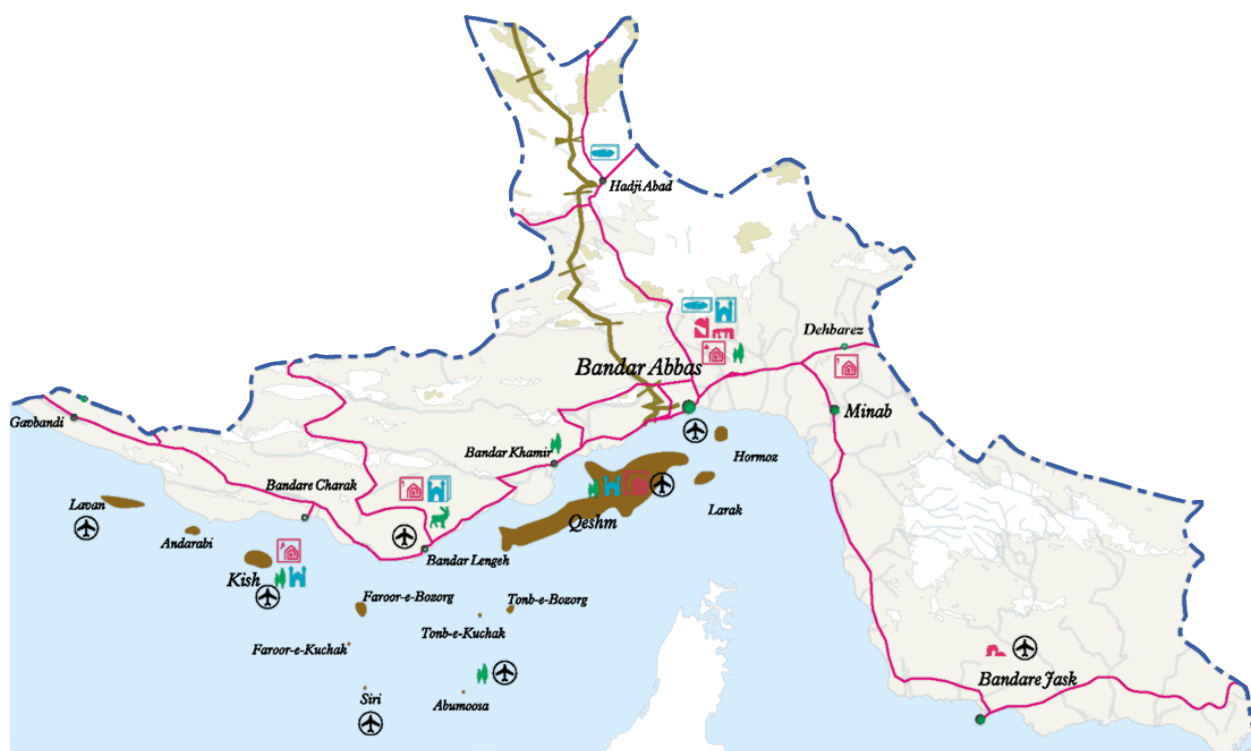 Hadji Abad
Dehbarez
Bandar Abbas
Minab
Gavbandi
Bandar Khamir
Hormoz
Bandare Charak
Larak
Lavan
Qeshm
Andarabi
Bandar Lengeh
Kish
Faroor-e-Bozorg
Tonb-e-Bozorg
Tonb-e-Kuchak
Faroor-e-Kuchak
Bandare Jask
Siri
Abumoosa